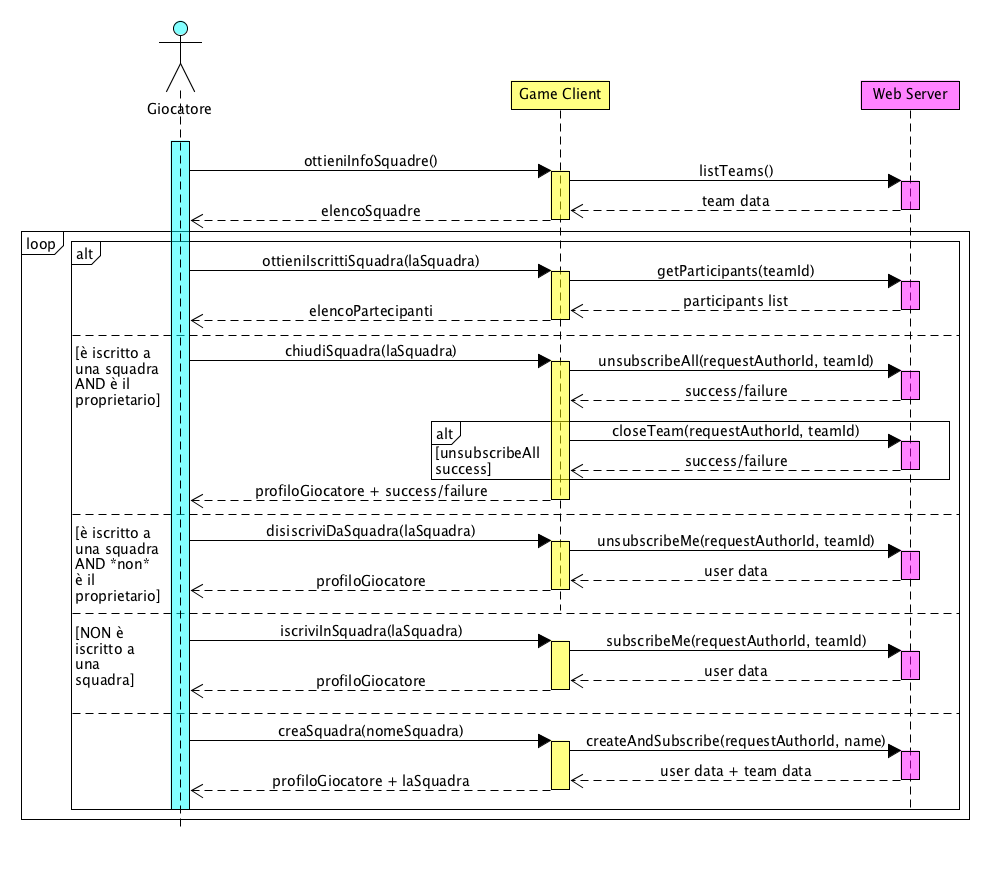 Giocatore
Game Client
Web Server
ottieniInfoSquadre()
listTeams()
team data
elencoSquadre
loop
alt
ottieniIscrittiSquadra(laSquadra)
getParticipants(teamId)
participants list
elencoPartecipanti
[è iscritto a
una squadra
AND è il
proprietario]
chiudiSquadra(laSquadra)
unsubscribeAll(requestAuthorId, teamId)
success/failure
alt
[unsubscribeAll
success]
closeTeam(requestAuthorId, teamId)
success/failure
profiloGiocatore + success/failure
[è iscritto a
una squadra
AND *non*
è il
proprietario]
disiscriviDaSquadra(laSquadra)
unsubscribeMe(requestAuthorId, teamId)
user data
profiloGiocatore
[NON è
iscritto a
una
squadra]
iscriviInSquadra(laSquadra)
subscribeMe(requestAuthorId, teamId)
user data
profiloGiocatore
creaSquadra(nomeSquadra)
createAndSubscribe(requestAuthorId, name)
user data + team data
profiloGiocatore + laSquadra